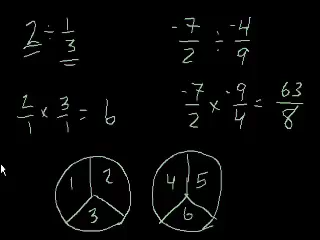 2 ÷ 1/3
2/1 × 3/1 = 6
-7/2 ÷ -4/9
-7/2 × -9/4 = 63/8
1 2 3
4 5 6